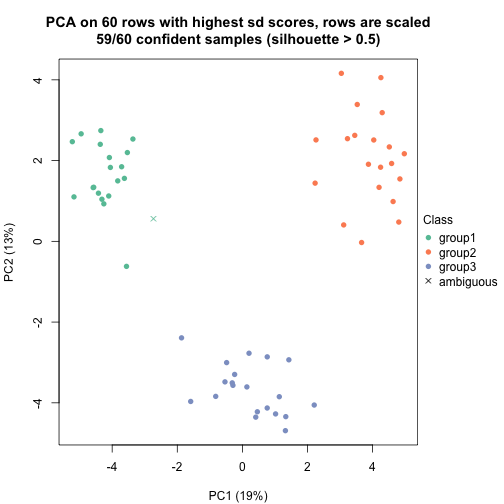 PCA on 60 rows with highest sd scores, rows are scaled
59/60 confident samples (silhouette > 0.5)
4
2
0
-2
-4
PC2 (13%)
Class
group1
group2
group3
ambiguous
-4
-2
0
2
4
PC1 (19%)